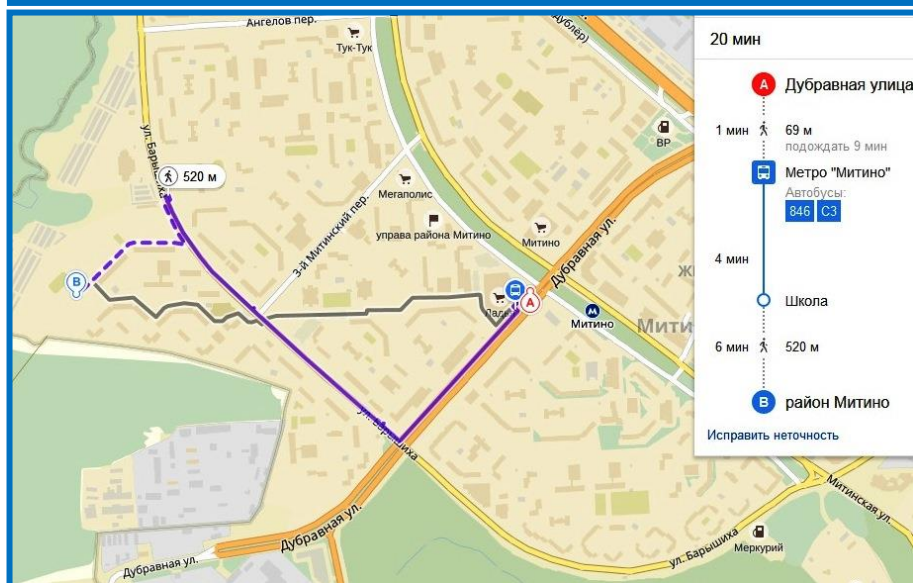 Ангелов пер.
Тук-Тук
дублёр)
ул. Барышиха
520 м
ВР
Мегаполис
управа района Митино
3-й Митинский пер.
Митино
Дубравная ул.
B
A
М
Митино
ул. Барышиха
Дубравная ул.
Дубравная ул.
ул. Барышиха
Меркурий
Митинская ул.
20 мин
A Дубравная улица
1 мин 69 м
подождать 9 мин
Метро "Митино"
Автобусы:
846 С3
4 мин
Школа
6 мин 520 м
B район Митино
Исправить неточность